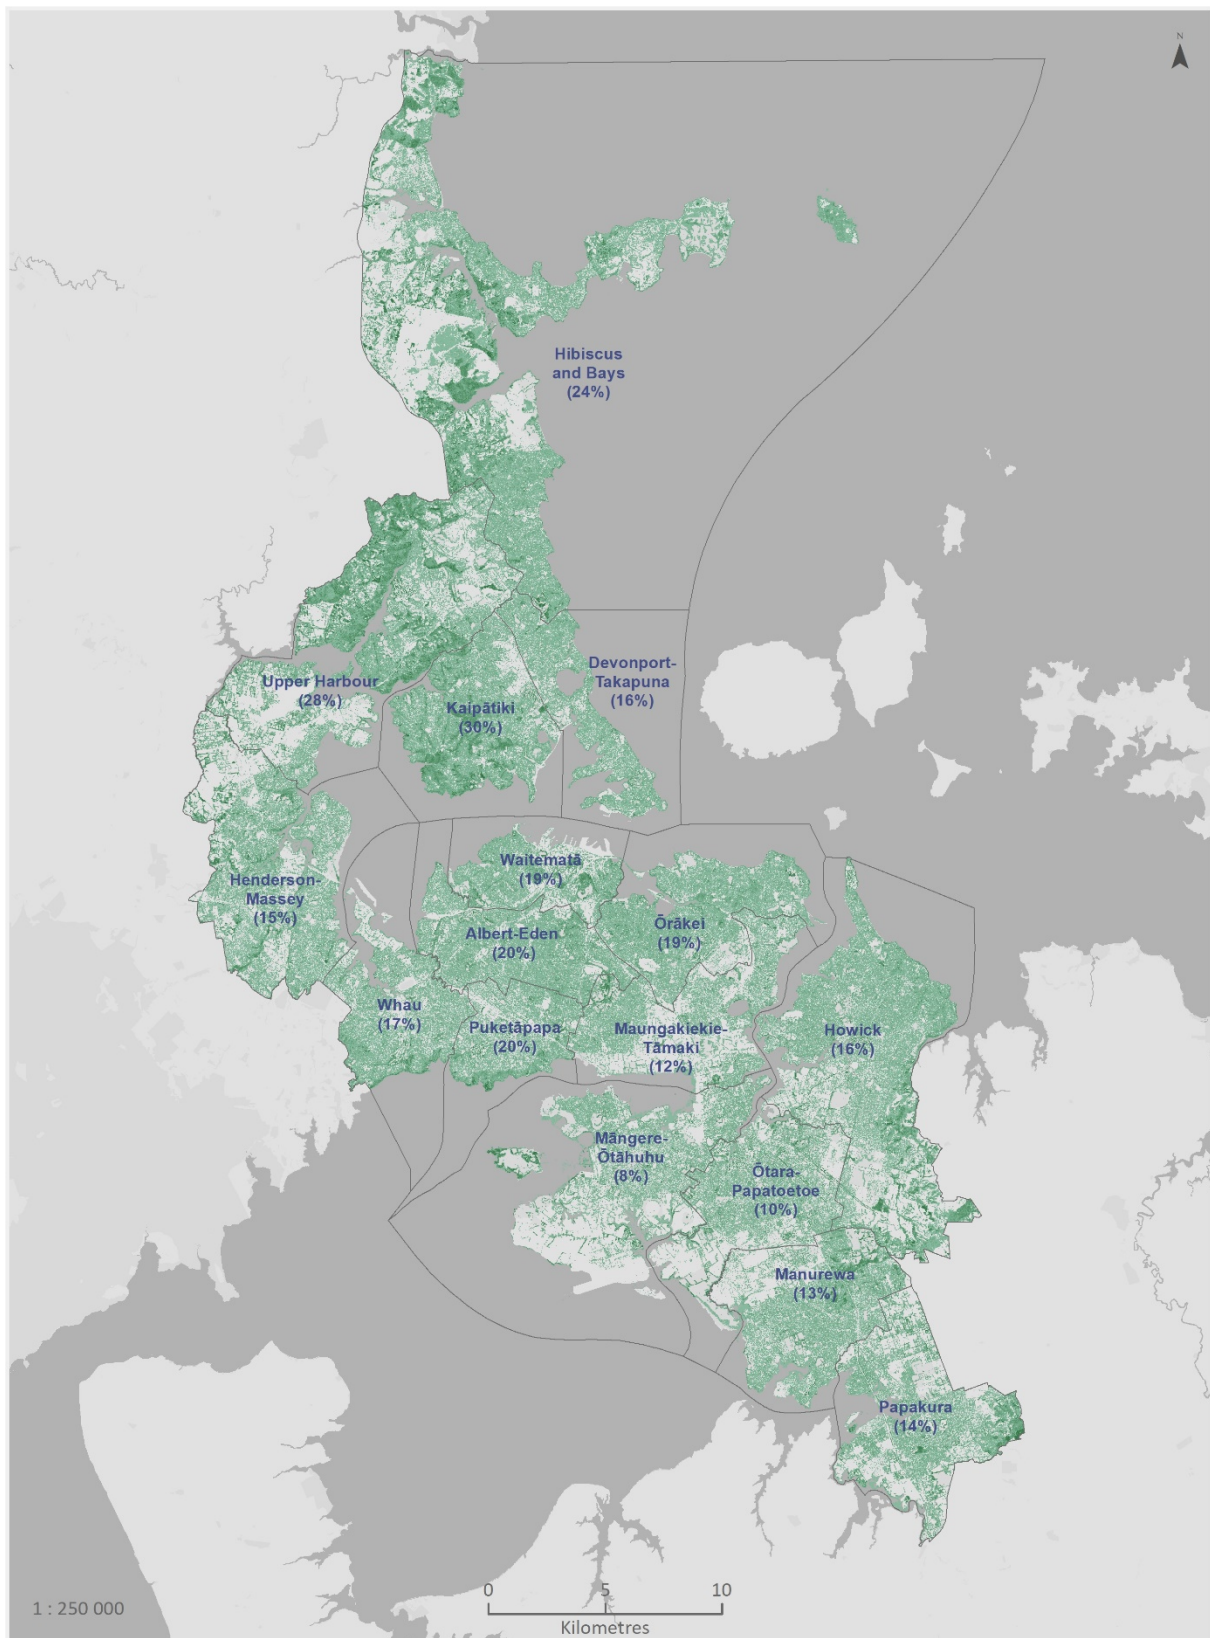 N
Hibiscus
and Bays
(24%)
Devonport-
Takapuna
(16%)
Upper Harbour
(28%)
Kaipātiki
(30%)
Waitematā
(19%)
Henderson-
Massey
(15%)
Albert-Eden
(20%)
Ōrākei
(19%)
Whau
(17%)
Puketāpapa
(20%)
Maungakiekie-
Tāmaki
(12%)
Howick
(16%)
Māngere-
Ōtāhuhu
(8%)
Ōtara-
Papatoetoe
(10%)
Manurewa
(13%)
Papakura
(14%)
1 : 250 000
0 5 10
Kilometres